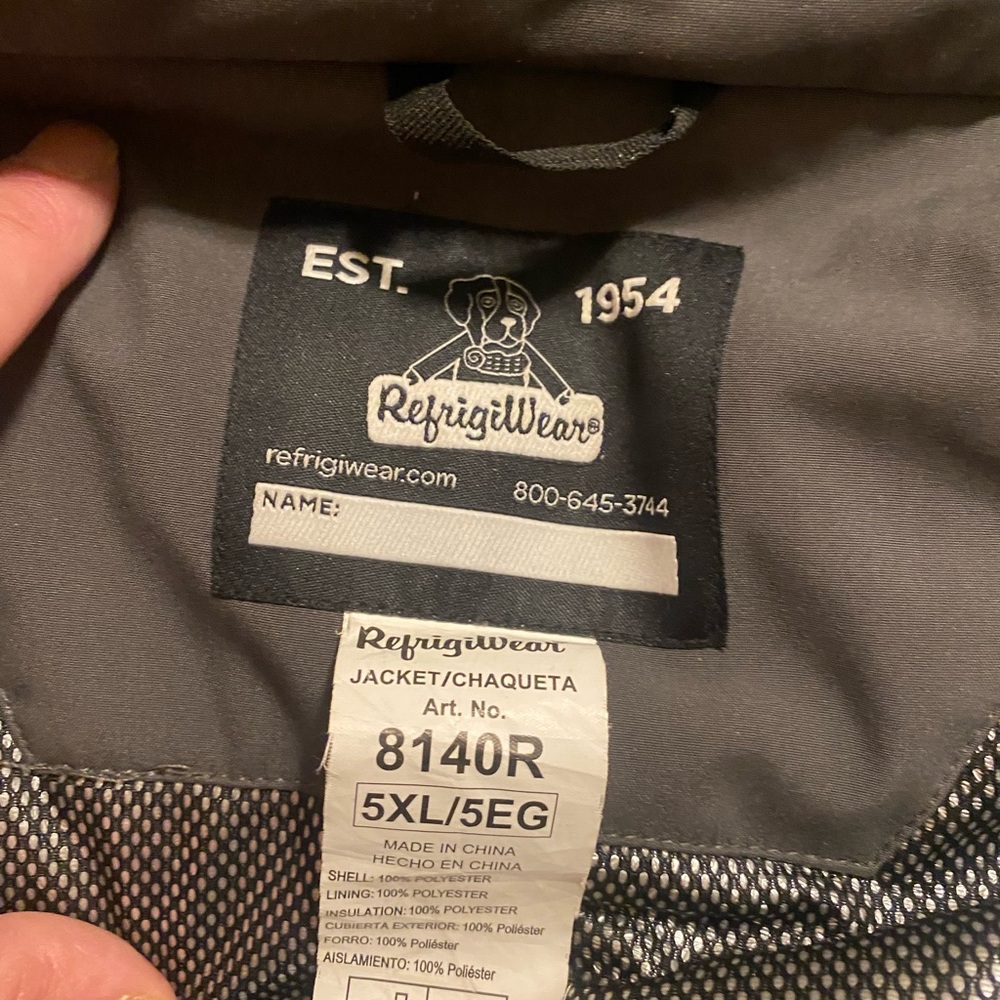 EST. 1954
RefrigiWear®
refrigiwear.com 800-645-3744
NAME:
RefrigiWear
JACKET/CHAQUETA
Art. No.
8140R
5XL/5EG
MADE IN CHINA
HECHO EN CHINA
SHELL: 100% POLYESTER
LINING: 100% POLYESTER
INSULATION: 100% POLYESTER
CUBIERTA EXTERIOR: 100% Poliéster
FORRO: 100% Poliéster
AISLAMIENTO: 100% Poliéster